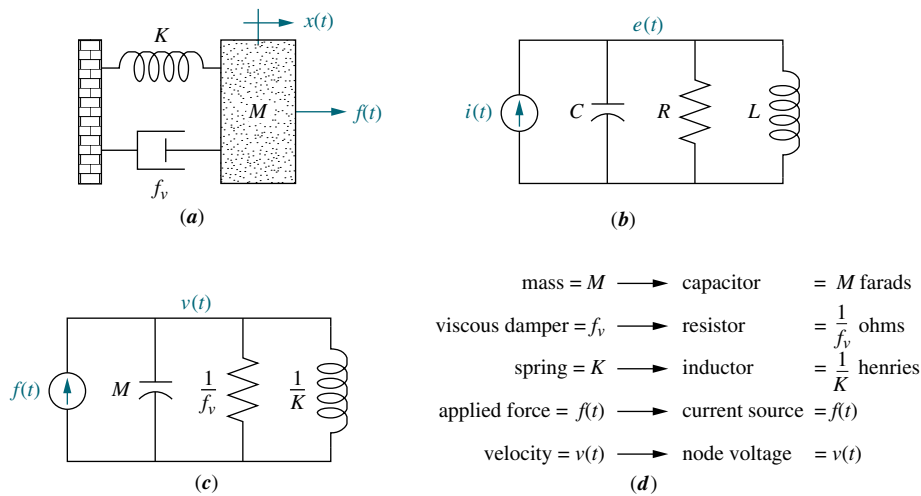 x(t)
K
M
f(t)
f_v
(a)
e(t)
i(t)
C
R
L
(b)
v(t)
f(t)
M
1/f_v
1/K
(c)
mass = M → capacitor = M farads
viscous damper = f_v → resistor = 1/f_v ohms
spring = K → inductor = 1/K henries
applied force = f(t) → current source = f(t)
velocity = v(t) → node voltage = v(t)
(d)